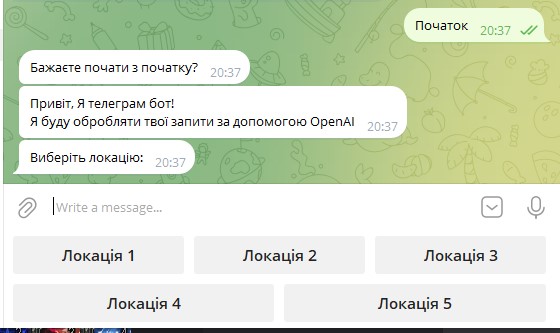 Початок 20:37
Бажаєте почати з початку? 20:37
Привіт, Я телеграм бот!
Я буду обробляти твої запити за допомогою OpenAI 20:37
Виберіть локацію: 20:37
Write a message...
Локація 1 Локація 2 Локація 3
Локація 4 Локація 5